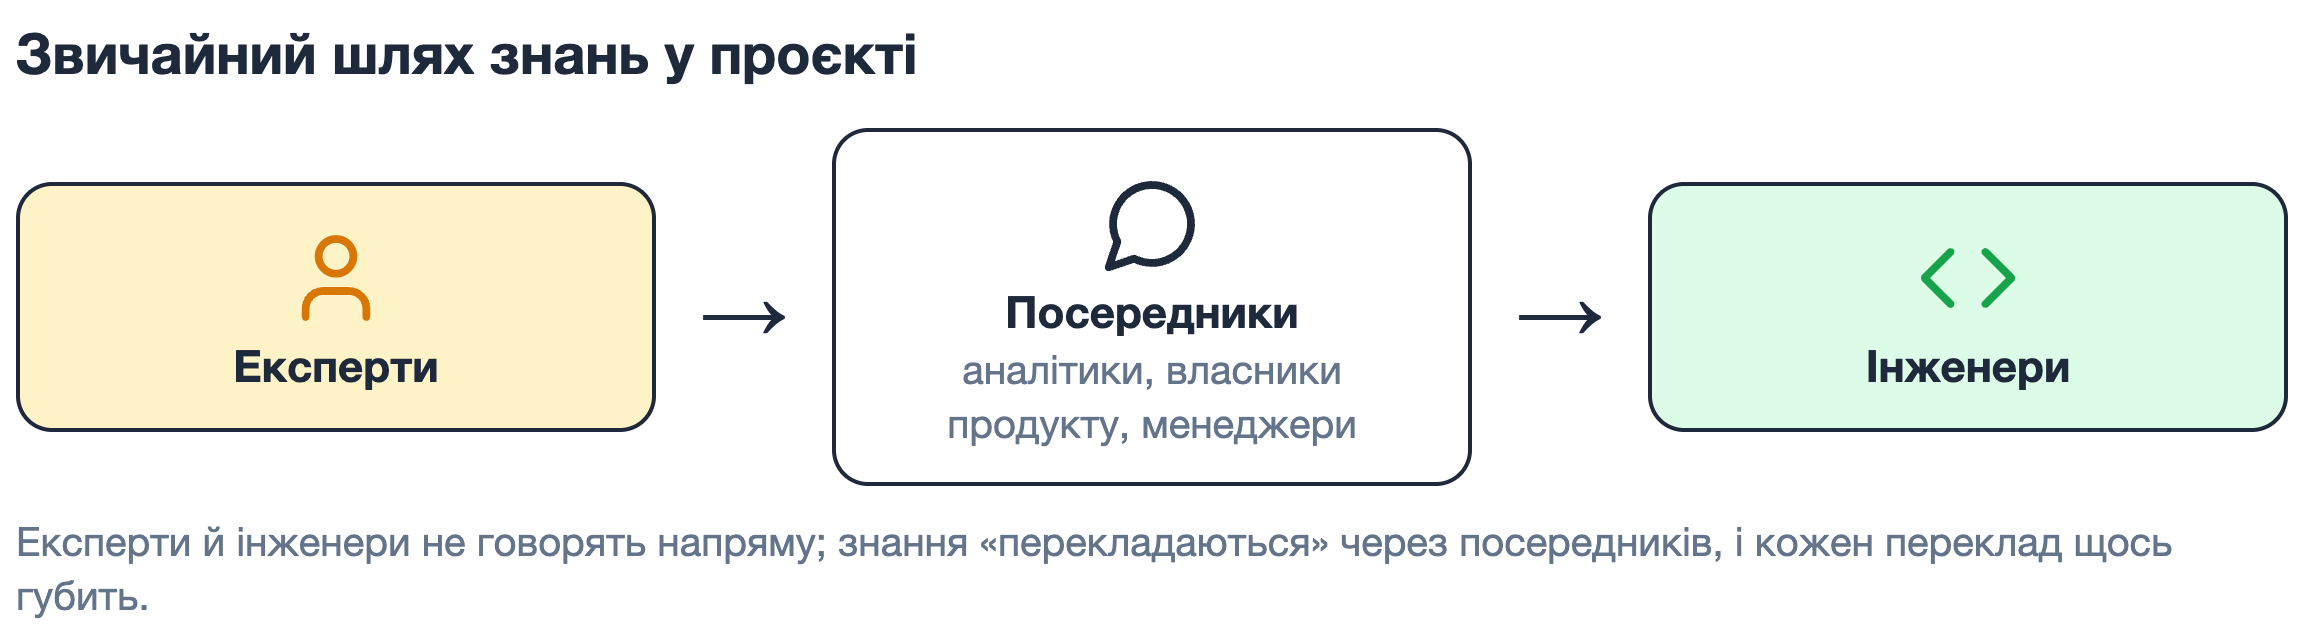 Звичайний шлях знань у проєкті
Експерти
Посередники
аналітики, власники
продукту, менеджери
Інженери
Експерти й інженери не говорять напряму; знання «перекладаються» через посередників, і кожен переклад щось
губить.